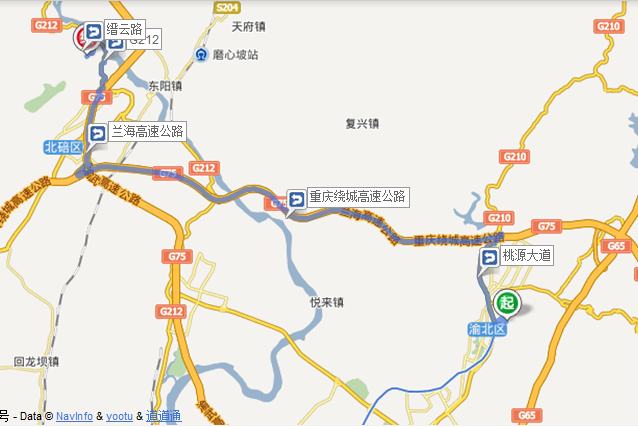 S204
G212
天府镇
G210
缙云路
G212
磨心坡站
东阳镇
G75
复兴镇
兰海高速公路
北碚区
G210
G75
G212
重庆绕城高速公路
G210
兰海高速公路
重庆绕城高速公路
G75
G65
桃源大道
G75
起
悦来镇
G212
渝北区
回龙坝镇
G65
号 - Data © NavInfo & yootu & 道道通